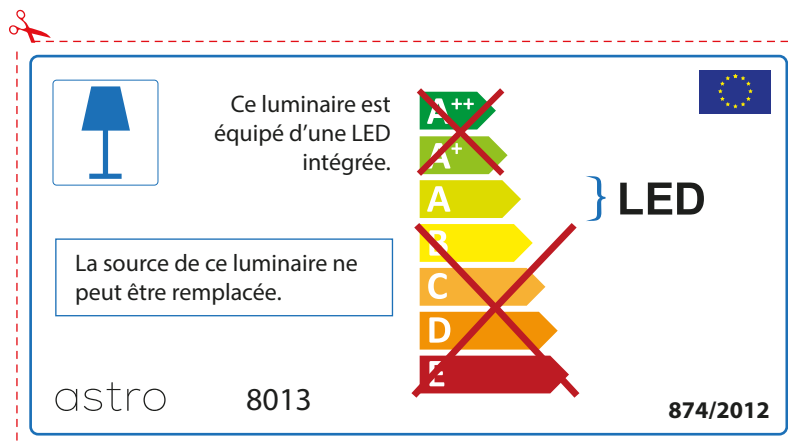 Ce luminaire est
équipé d’une LED
intégrée.
A++
A+
A
B
C
D
E
LED
La source de ce luminaire ne
peut être remplacée.
astro
8013
874/2012